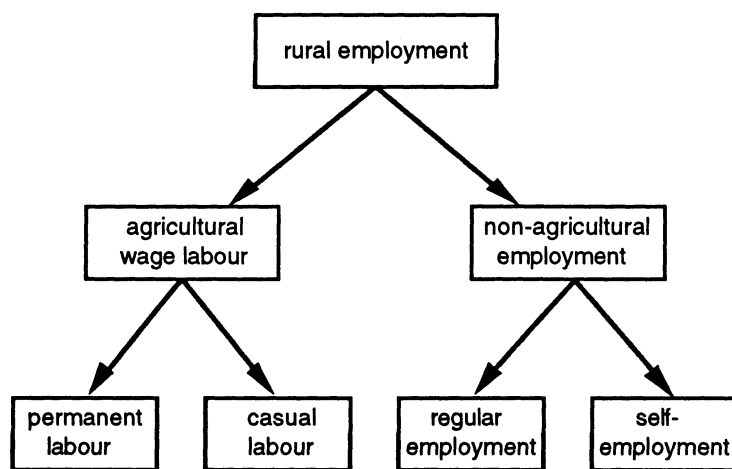 rural employment
agricultural
wage labour
non-agricultural
employment
permanent
labour
casual
labour
regular
employment
self-
employment